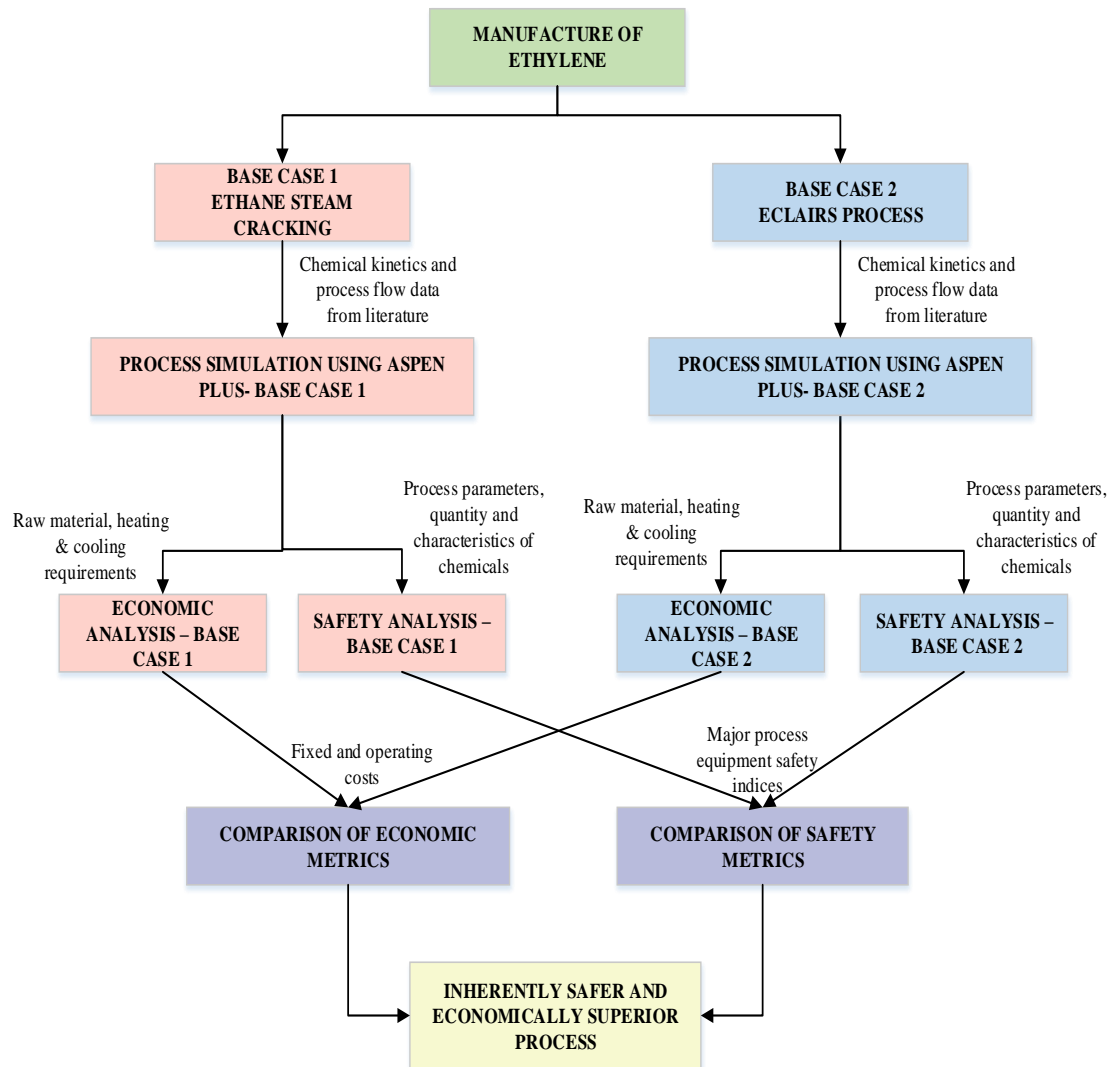 MANUFACTURE OF
ETHYLENE
BASE CASE 1
ETHANE STEAM
CRACKING
BASE CASE 2
ECLAIRS PROCESS
Chemical kinetics and
process flow data
from literature
Chemical kinetics and
process flow data
from literature
PROCESS SIMULATION USING ASPEN
PLUS- BASE CASE 1
PROCESS SIMULATION USING ASPEN
PLUS- BASE CASE 2
Raw material, heating
& cooling
requirements
Process parameters,
quantity and
characteristics of
chemicals
Raw material, heating
& cooling
requirements
Process parameters,
quantity and
characteristics of
chemicals
ECONOMIC
ANALYSIS – BASE
CASE 1
SAFETY ANALYSIS –
BASE CASE 1
ECONOMIC
ANALYSIS – BASE
CASE 2
SAFETY ANALYSIS –
BASE CASE 2
Fixed and operating
costs
Major process
equipment safety
indices
COMPARISON OF ECONOMIC
METRICS
COMPARISON OF SAFETY
METRICS
INHERENTLY SAFER AND
ECONOMICALLY SUPERIOR
PROCESS